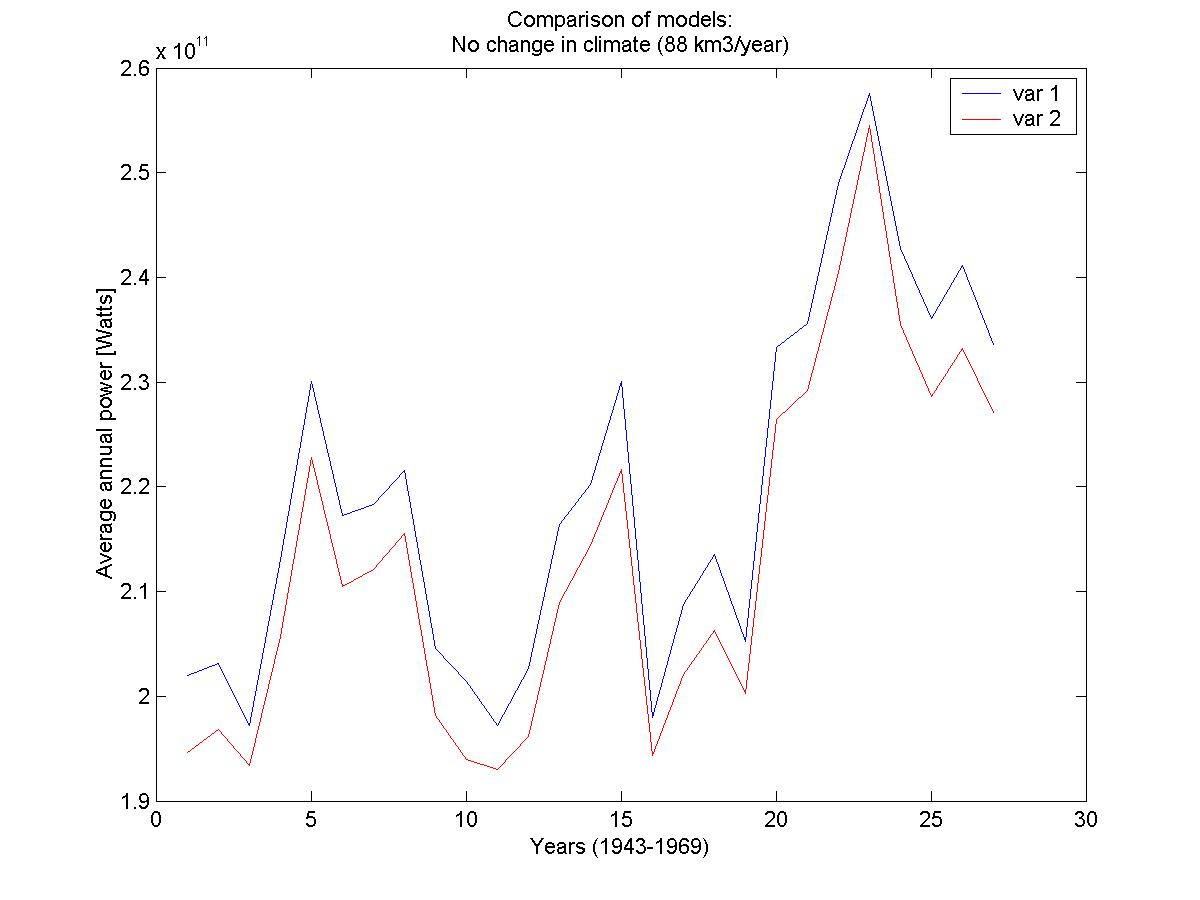 Comparison of models:
No change in climate (88 km3/year)
x 10^11
2.6
2.5
2.4
2.3
2.2
2.1
2
1.9
Average annual power [Watts]
0 5 10 15 20 25 30
Years (1943-1969)
var 1
var 2